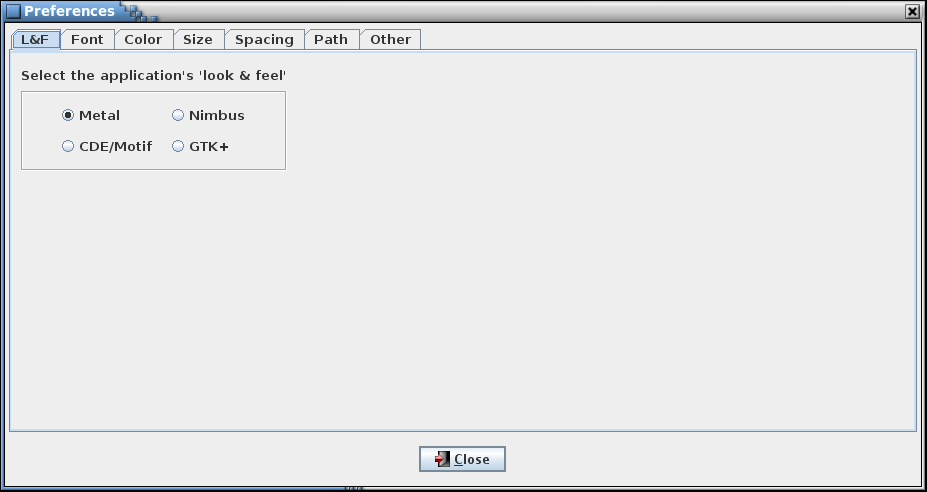 Preferences
L&F Font Color Size Spacing Path Other
Select the application's 'look & feel'
Metal Nimbus
CDE/Motif GTK+
Close